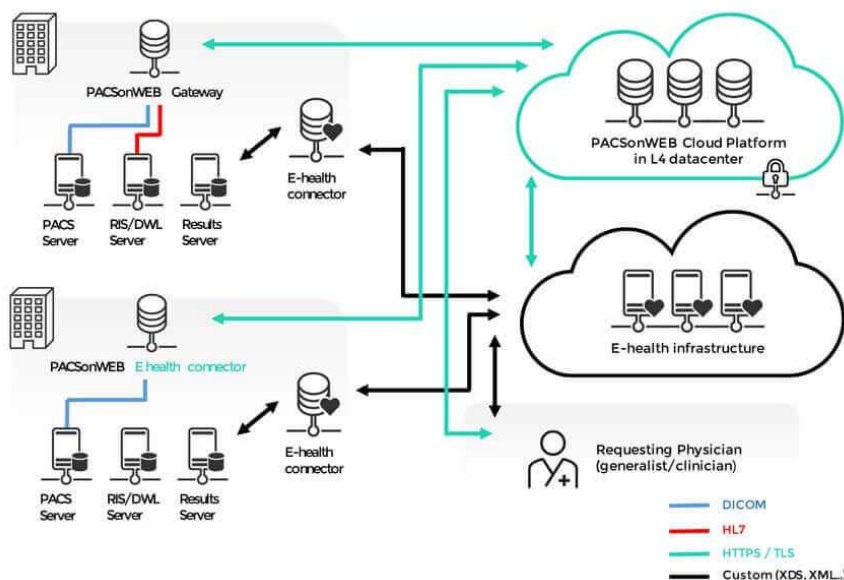 PACSonWEB Gateway
PACS
Server
RIS/DWL
Server
Results
Server
E-health
connector
PACSonWEB Cloud Platform
in L4 datacenter
PACSonWEB E health connector
PACS
Server
RIS/DWL
Server
Results
Server
E-health
connector
E-health infrastructure
Requesting Physician
(generalist/clinician)
DICOM
HL7
HTTPS / TLS
Custom (XDS, XML..)